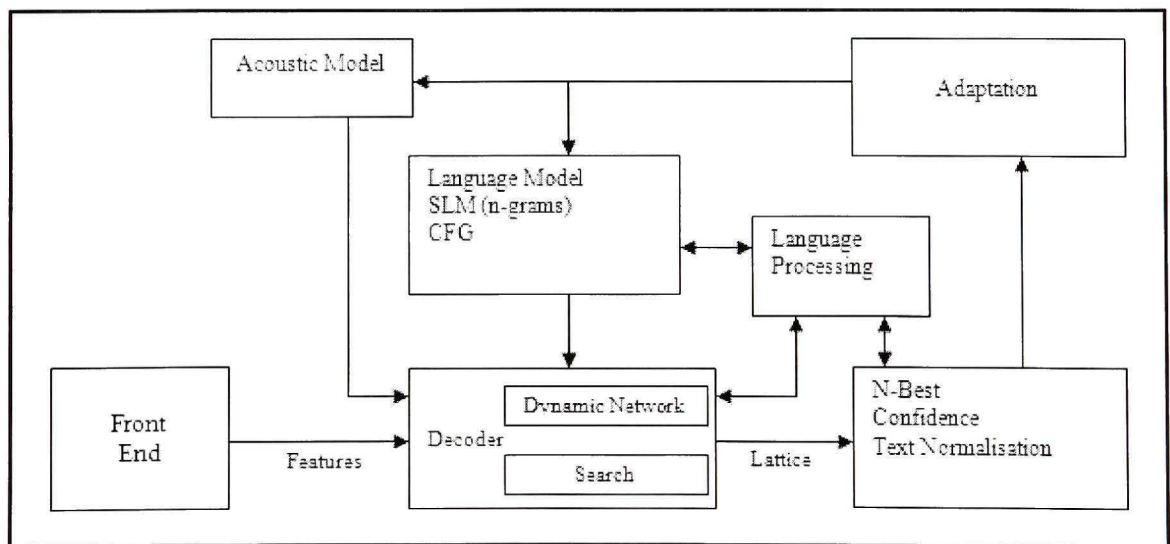 Acoustic Model
Adaptation
Language Model
SLM (n-grams)
CFG
Language
Processing
Front
End
Features
Decoder
Dynamic Network
Search
Lattice
N-Best
Confidence
Text Normalisation